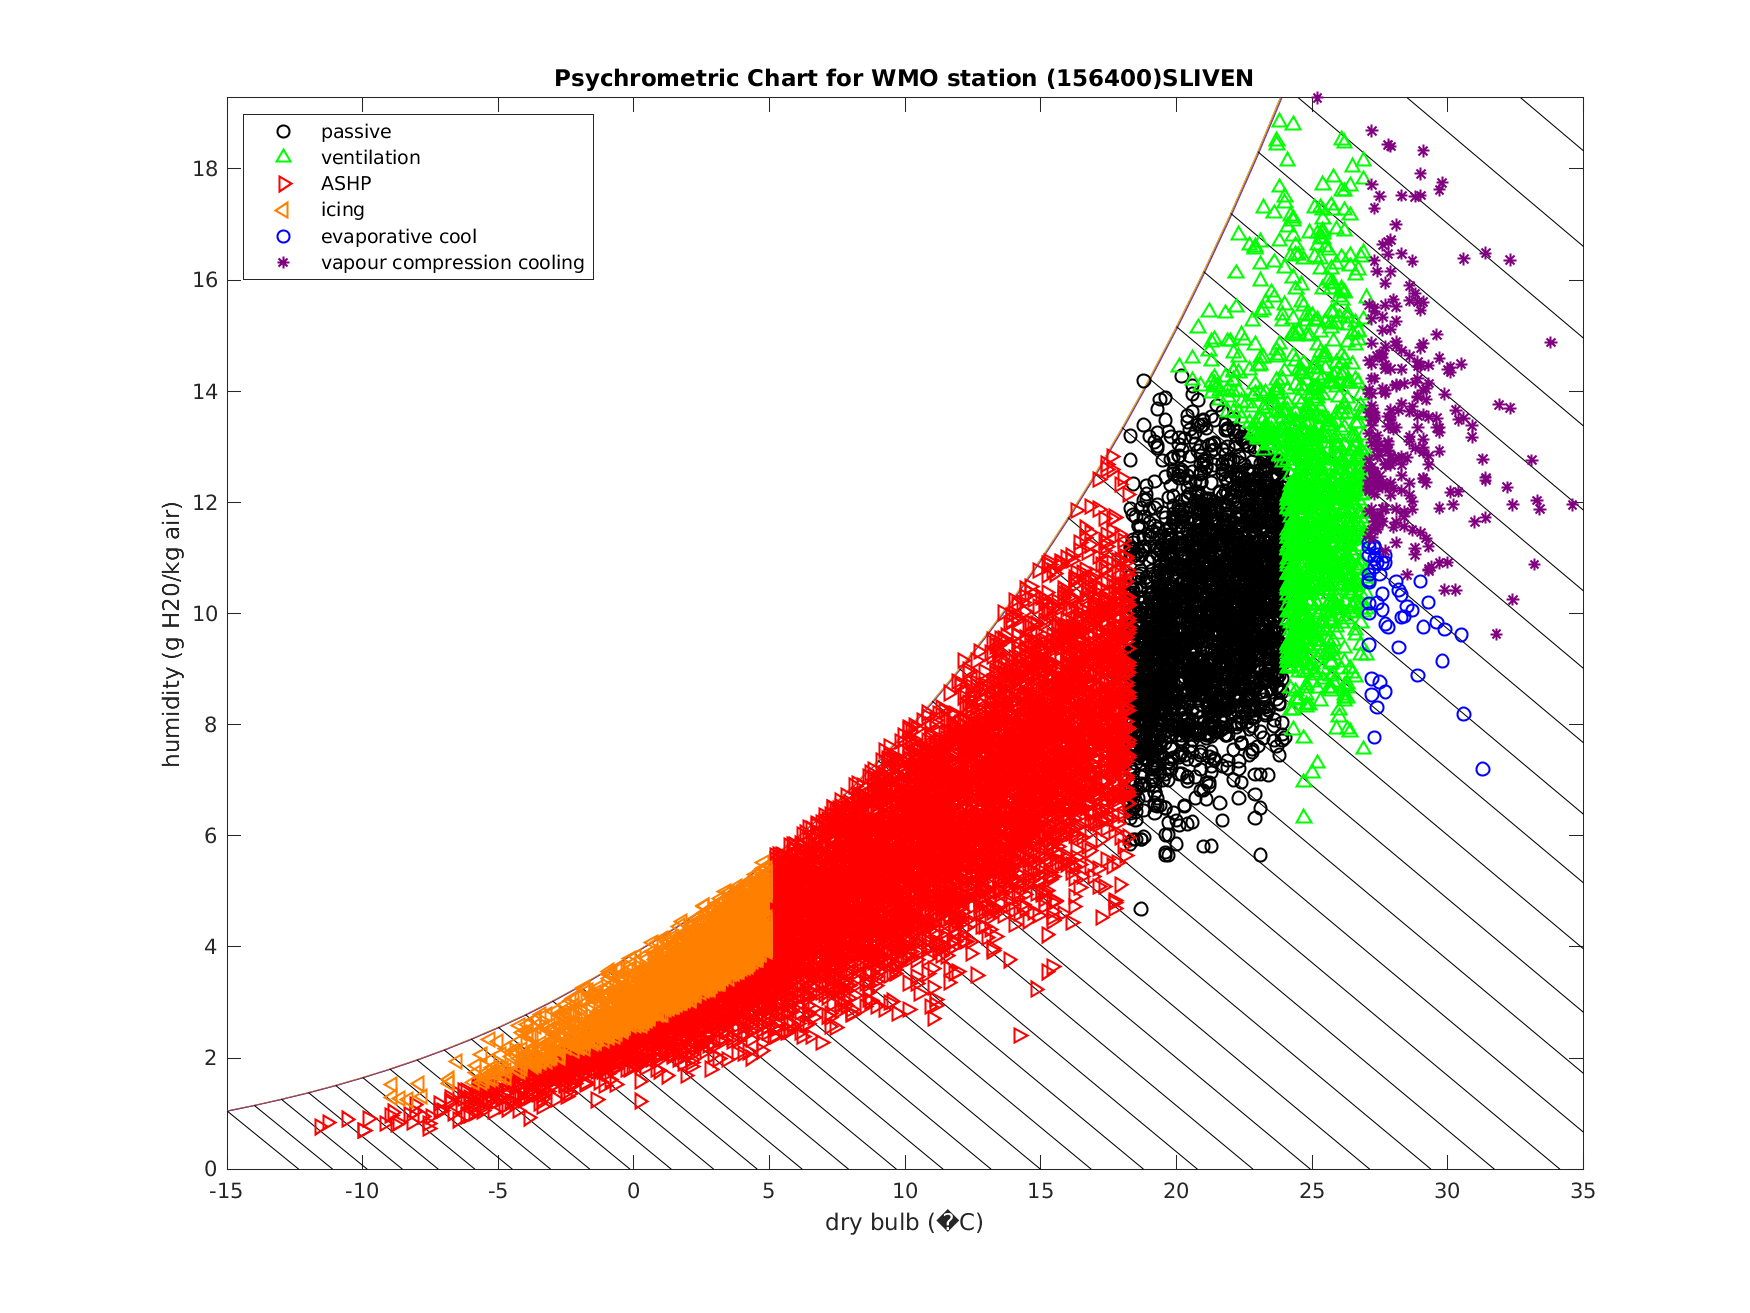 Psychrometric Chart for WMO station (156400)SLIVEN
passive
ventilation
ASHP
icing
evaporative cool
vapour compression cooling
humidity (g H20/kg air)
18
16
14
12
10
8
6
4
2
0
-15 -10 -5 0 5 10 15 20 25 30 35
dry bulb (�C)